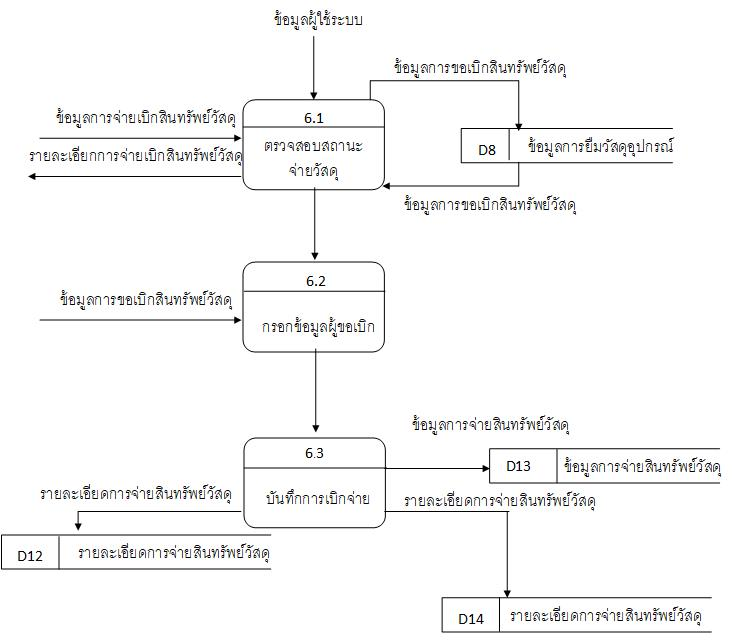 ข้อมูลผู้ใช้ระบบ
ข้อมูลการขอเบิกสินทรัพย์วัสดุ
ข้อมูลการจ่ายเบิกสินทรัพย์วัสดุ
6.1
ตรวจสอบสถานะ
จ่ายวัสดุ
D8
ข้อมูลการยืมวัสดุอุปกรณ์
รายละเอียกการจ่ายเบิกสินทรัพย์วัสดุ
ข้อมูลการขอเบิกสินทรัพย์วัสดุ
6.2
ข้อมูลการขอเบิกสินทรัพย์วัสดุ
กรอกข้อมูลผู้ขอเบิก
ข้อมูลการจ่ายสินทรัพย์วัสดุ
6.3
D13
ข้อมูลการจ่ายสินทรัพย์วัสดุ
รายละเอียดการจ่ายสินทรัพย์วัสดุ
บันทึกการเบิกจ่าย
รายละเอียดการจ่ายสินทรัพย์วัสดุ
D12
รายละเอียดการจ่ายสินทรัพย์วัสดุ
D14
รายละเอียดการจ่ายสินทรัพย์วัสดุ